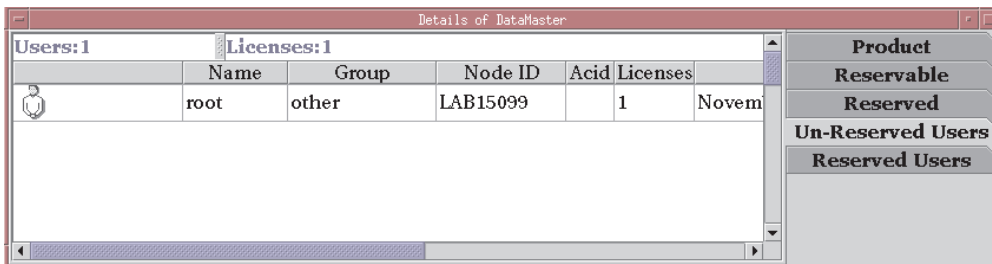 Details of DataMaster
Users:1 Licenses:1
Name Group Node ID Acid Licenses
root other LAB15099 1 Novem
Product
Reservable
Reserved
Un-Reserved Users
Reserved Users